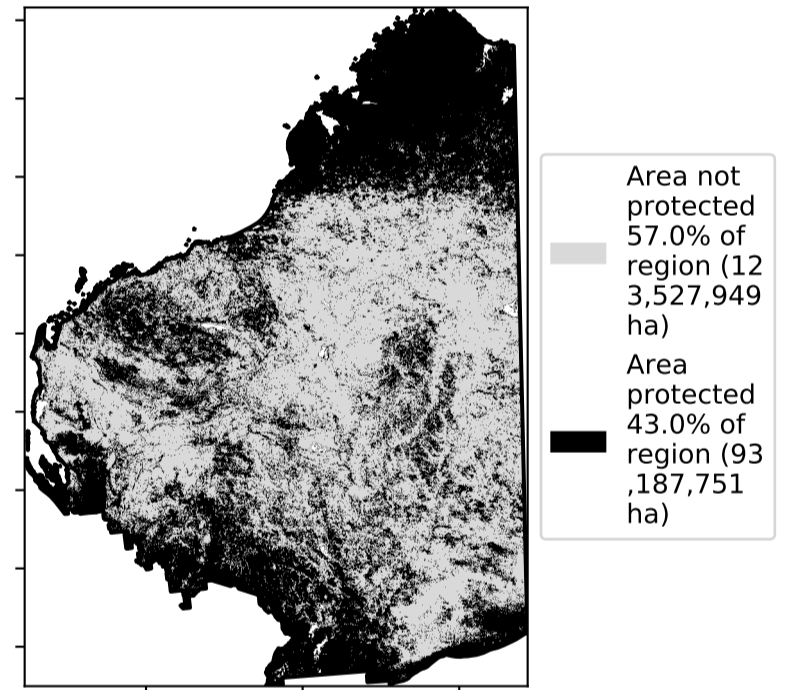 Area not
protected
57.0% of
region (12
3,527,949
ha)
Area
protected
43.0% of
region (93
,187,751
ha)